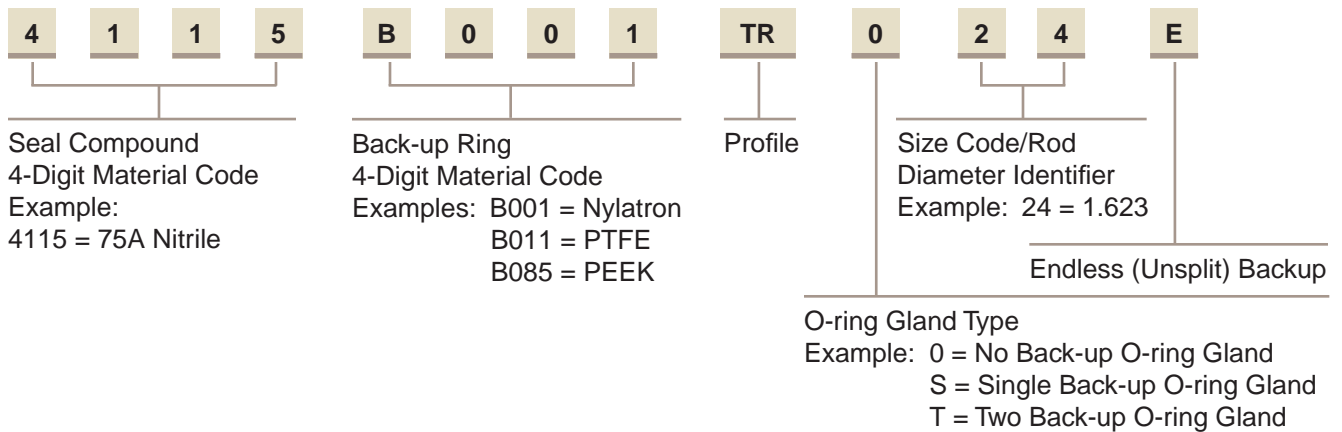 4 1 1 5 B 0 0 1 TR 0 2 4 E
Seal Compound
4-Digit Material Code
Example:
4115 = 75A Nitrile
Back-up Ring
4-Digit Material Code
Examples: B001 = Nylatron
B011 = PTFE
B085 = PEEK
Profile
Size Code/Rod
Diameter Identifier
Example: 24 = 1.623
Endless (Unsplit) Backup
O-ring Gland Type
Example: 0 = No Back-up O-ring Gland
S = Single Back-up O-ring Gland
T = Two Back-up O-ring Gland